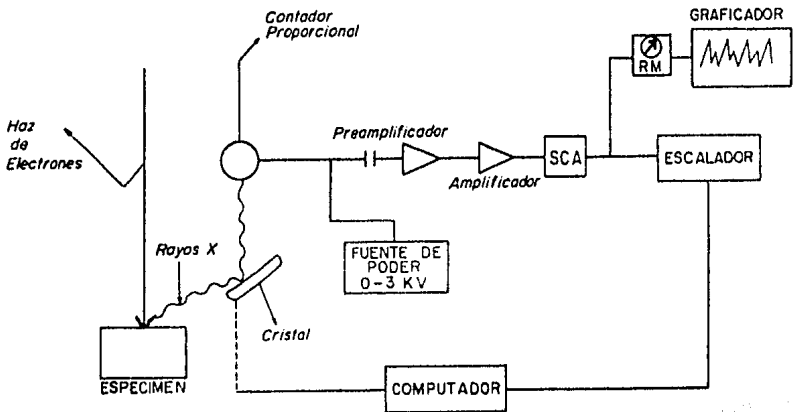 Contador
Proporcional
GRAFICADOR
RM
Haz
de
Electrones
Preamplificador
SCA
ESCALADOR
Amplificador
Rayos X
FUENTE DE
PODER
0-3 KV
Cristal
ESPECIMEN
COMPUTADOR